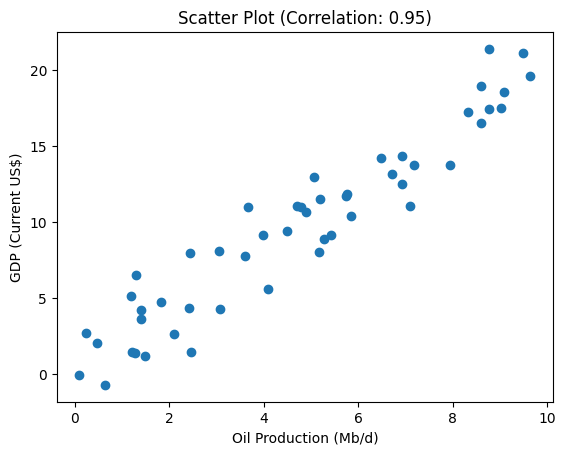 Scatter Plot (Correlation: 0.95)
GDP (Current US$)
20
15
10
5
0
0 2 4 6 8 10
Oil Production (Mb/d)